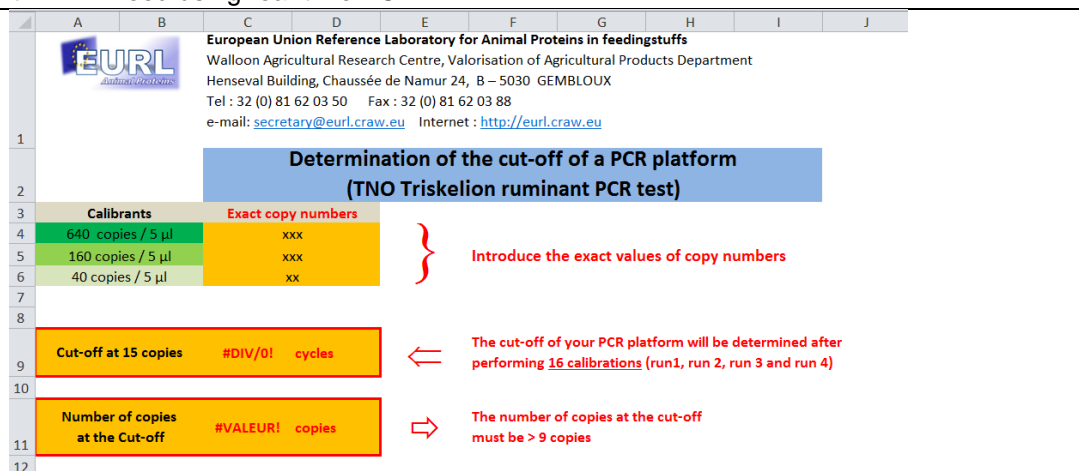 A B C D E F G H I J
EURL
Animal Proteins
European Union Reference Laboratory for Animal Proteins in feedingstuffs
Walloon Agricultural Research Centre, Valorisation of Agricultural Products Department
Henseval Building, Chaussée de Namur 24, B – 5030 GEMBLOUX
Tel : 32 (0) 81 62 03 50 Fax : 32 (0) 81 62 03 88
e-mail: secretary@eurl.craw.eu Internet : http://eurl.craw.eu
1
Determination of the cut-off of a PCR platform
2 (TNO Triskelion ruminant PCR test)
3 Calibrants Exact copy numbers
4 640 copies / 5 µl xxx
5 160 copies / 5 µl xxx } Introduce the exact values of copy numbers
6 40 copies / 5 µl xx
7
8
The cut-off of your PCR platform will be determined after
Cut-off at 15 copies #DIV/0! cycles ⇐
9 performing 16 calibrations (run1, run 2, run 3 and run 4)
10
Number of copies The number of copies at the cut-off
#VALEUR! copies ⇨
11 at the Cut-off must be > 9 copies
12